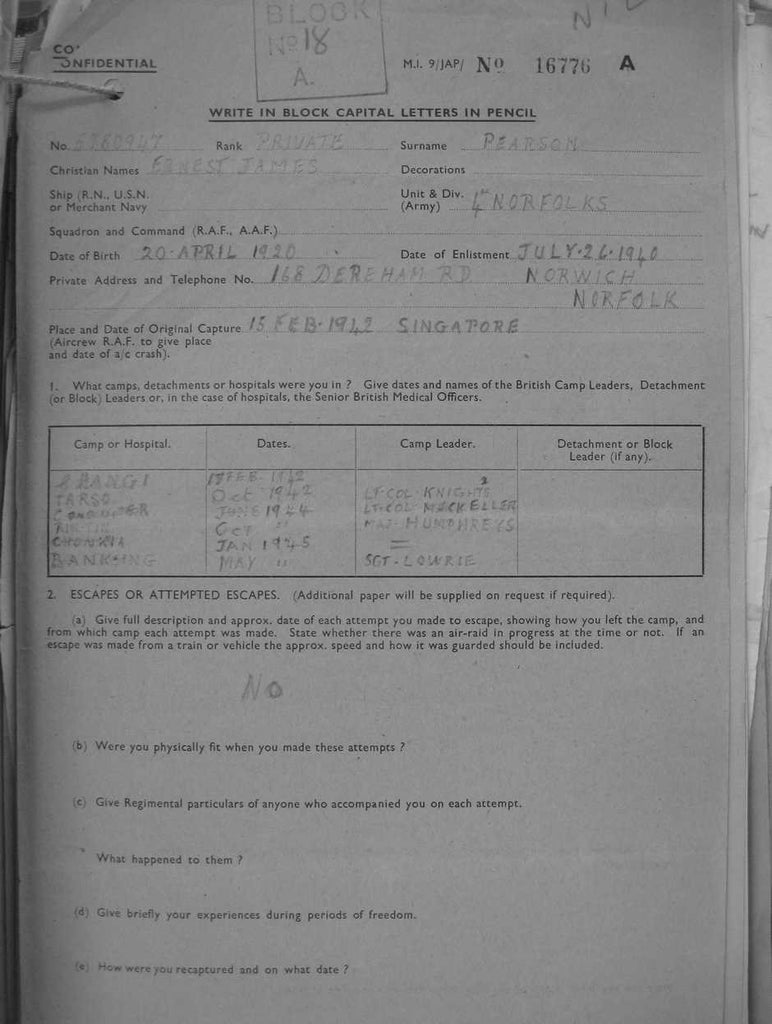 BLOCK
Nº 18
A.
CONFIDENTIAL
M.I. 9/JAP/ Nº 16776 A
WRITE IN BLOCK CAPITAL LETTERS IN PENCIL
No. Rank PRIVATE Surname PEARSON
Christian Names ERNEST JAMES Decorations
Ship (R.N., U.S.N. or Merchant Navy Unit & Div. (Army) 4th NORFOLKS
Squadron and Command (R.A.F., A.A.F.)
Date of Birth 20 APRIL 1920 Date of Enlistment JULY·26·1940
Private Address and Telephone No. 168 DEREHAM RD NORWICH
NORFOLK
Place and Date of Original Capture 15 FEB·1942 SINGAPORE
(Aircrew R.A.F. to give place
and date of a/c crash).
1. What camps, detachments or hospitals were you in ? Give dates and names of the British Camp Leaders, Detachment
(or Block) Leaders or, in the case of hospitals, the Senior British Medical Officers.
Camp or Hospital. Dates. Camp Leader. Detachment or Block Leader (if any).
CHANGI FEB 1942
TARSO Oct 1942 LT-COL KNIGHTS
JUNE 1944 LT-COL MCKELLER
OCT " MAJ HUMPHREYS
JAN 1945 =
MAY " SGT - LOWRIE
2. ESCAPES OR ATTEMPTED ESCAPES. (Additional paper will be supplied on request if required).
(a) Give full description and approx. date of each attempt you made to escape, showing how you left the camp, and
from which camp each attempt was made. State whether there was an air-raid in progress at the time or not. If an
escape was made from a train or vehicle the approx. speed and how it was guarded should be included.
NO
(b) Were you physically fit when you made these attempts ?
(c) Give Regimental particulars of anyone who accompanied you on each attempt.
What happened to them ?
(d) Give briefly your experiences during periods of freedom.
(e) How were you recaptured and on what date ?